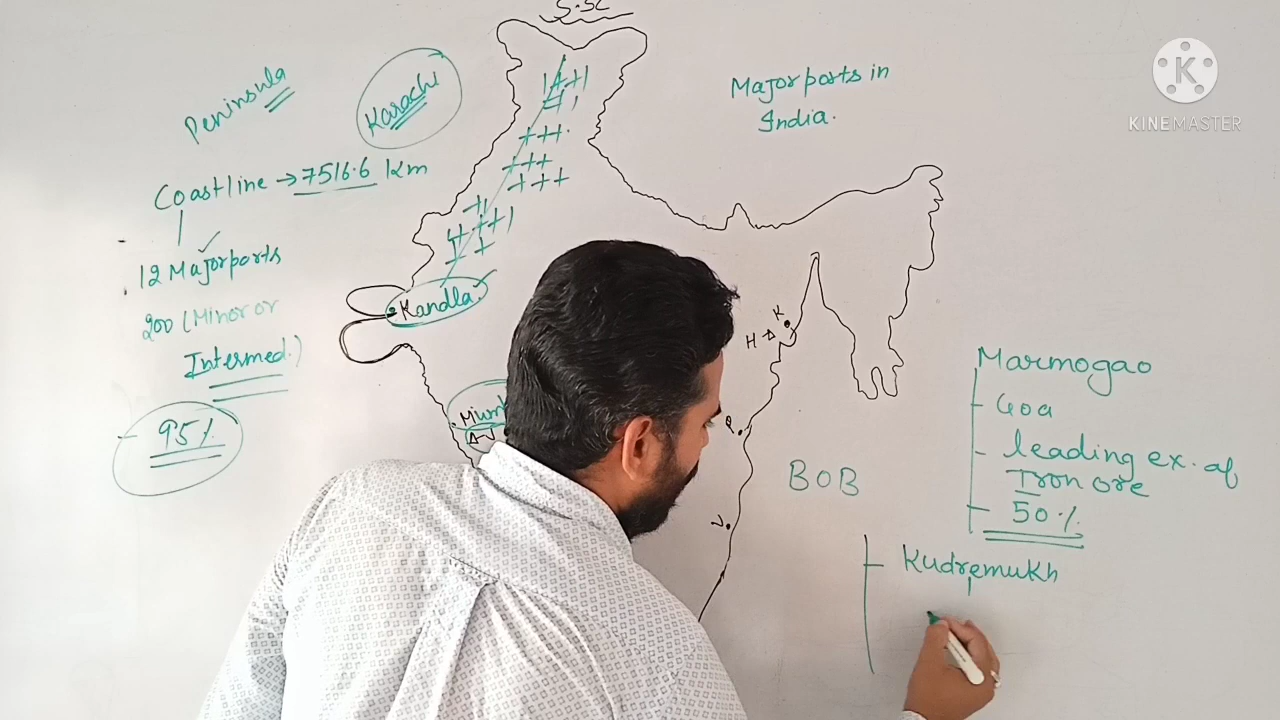 S.SC
Peninsula
Karachi
Coastline → 7516.6 Km
12 Major ports
200 (Minor or
Intermed.)
95%
Major ports in
India.
KINEMASTER
Kandla
K
H
P
V
BOB
Marmogao
Goa
leading ex. of
Iron ore
50%
Kudremukh